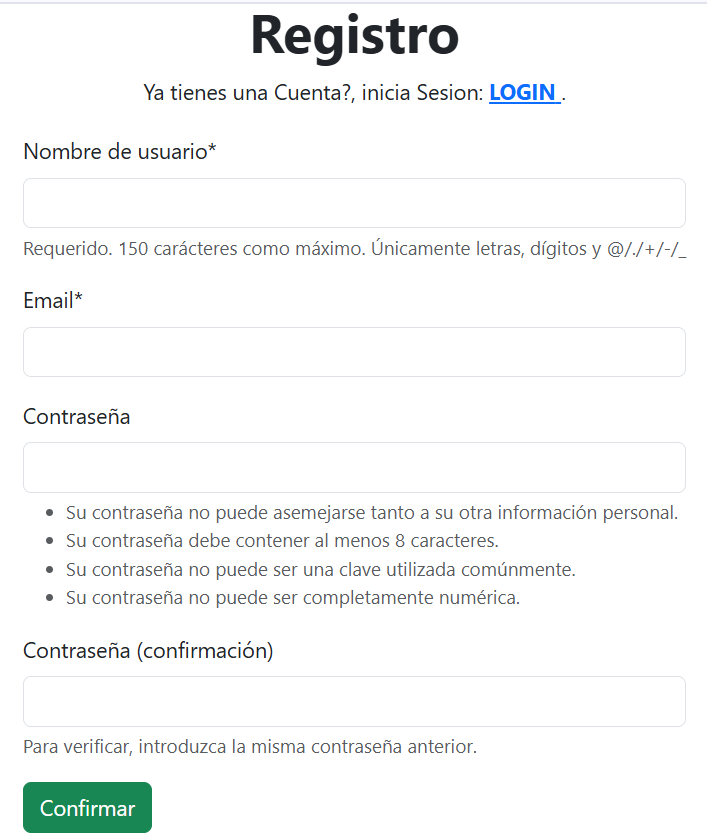 Registro
Ya tienes una Cuenta?, inicia Sesion: LOGIN .
Nombre de usuario*
Requerido. 150 carácteres como máximo. Únicamente letras, dígitos y @/./+/-/_
Email*
Contraseña
• Su contraseña no puede asemejarse tanto a su otra información personal.
• Su contraseña debe contener al menos 8 caracteres.
• Su contraseña no puede ser una clave utilizada comúnmente.
• Su contraseña no puede ser completamente numérica.
Contraseña (confirmación)
Para verificar, introduzca la misma contraseña anterior.
Confirmar